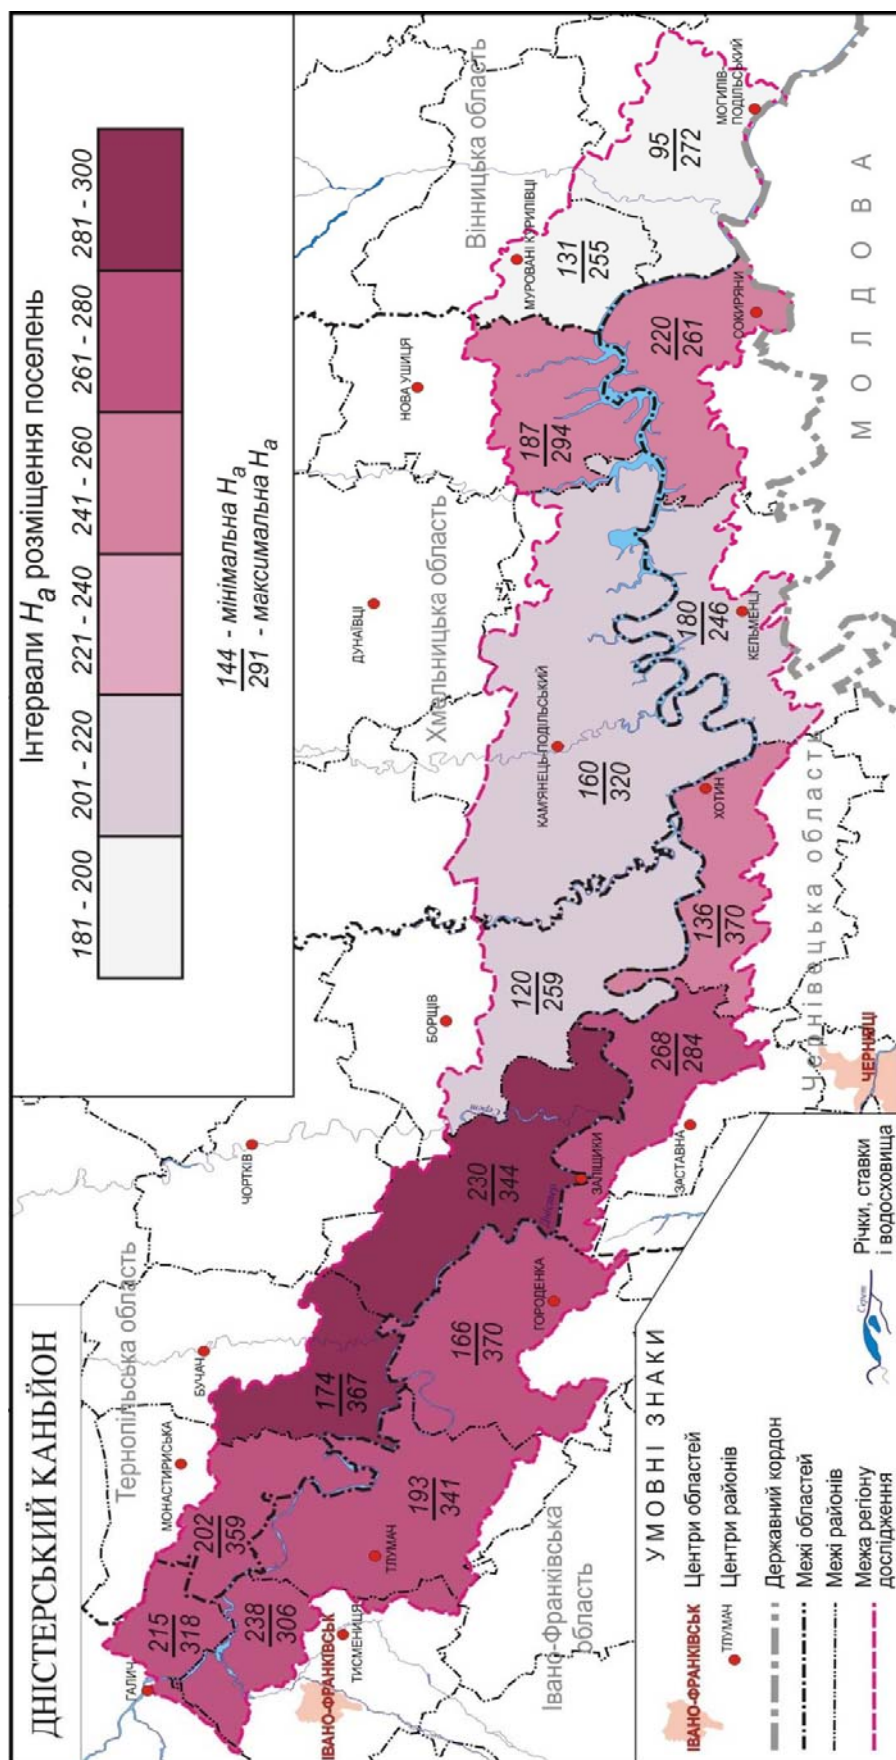 ДНІСТЕРСЬКИЙ КАНЬЙОН
Інтервали Hа розміщення поселень
181 - 200
201 - 220
221 - 240
241 - 260
261 - 280
281 - 300
144 - мінімальна Hа
291 - максимальна Hа
Тернопільська область
Хмельницька область
Вінницька область
Івано-Франківська
область
Чернівецька область
МОЛДОВА
ГАЛИЧ
МОНАСТИРИСЬКА
БУЧАЧ
ЧОРТКІВ
БОРЩІВ
ДУНАЇВЦІ
НОВА УШИЦЯ
МУРОВАНІ КУРИЛІВЦІ
МОГИЛІВ-
ПОДІЛЬСЬКИЙ
215
318
202
359
238
306
193
341
174
367
166
370
230
344
268
284
120
259
136
370
160
320
180
246
187
294
220
261
131
255
95
272
ІВАНО-ФРАНКІВСЬК
ТИСМЕНИЦЯ
ТЛУМАЧ
ГОРОДЕНКА
ЗАЛІЩИКИ
ЗАСТАВНА
ЧЕРНІВЦІ
ХОТИН
КАМ'ЯНЕЦЬ-ПОДІЛЬСЬКИЙ
КЕЛЬМЕНЦІ
СОКИРЯНИ
Серет
Дністер
УМОВНІ ЗНАКИ
ІВАНО-ФРАНКІВСЬК Центри областей
ТЛУМАЧ Центри районів
Державний кордон
Межі областей
Межі районів
Межа регіону
дослідження
Серет
Річки, ставки
і водосховища